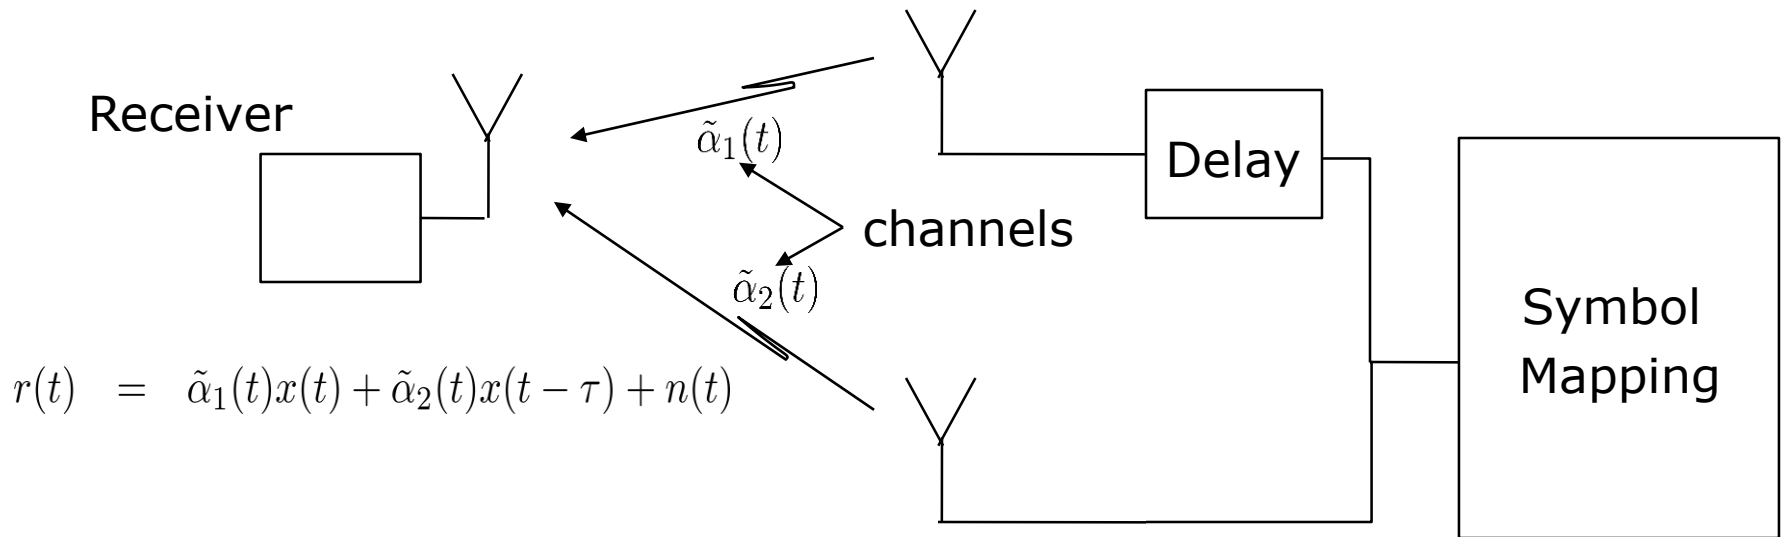 Receiver
α̃₁(t)
Delay
channels
α̃₂(t)
Symbol
Mapping
r(t) = α̃₁(t)x(t) + α̃₂(t)x(t − τ) + n(t)